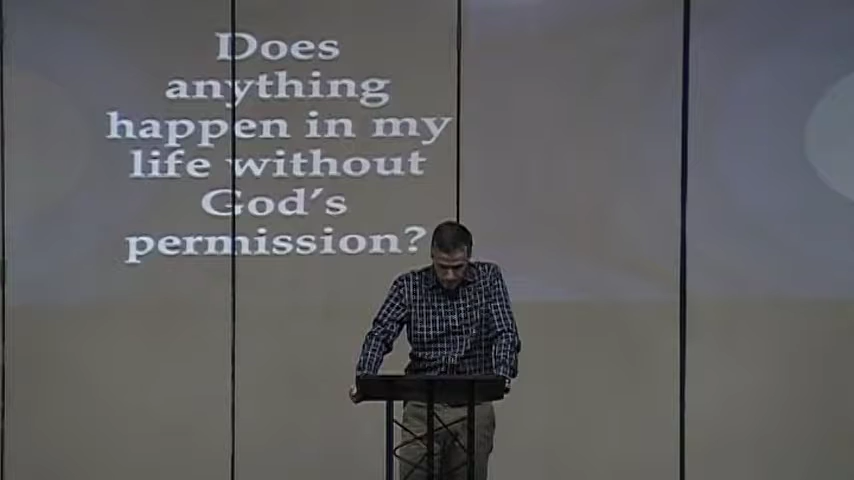 Does
anything
happen in my
life without
God's
permission?